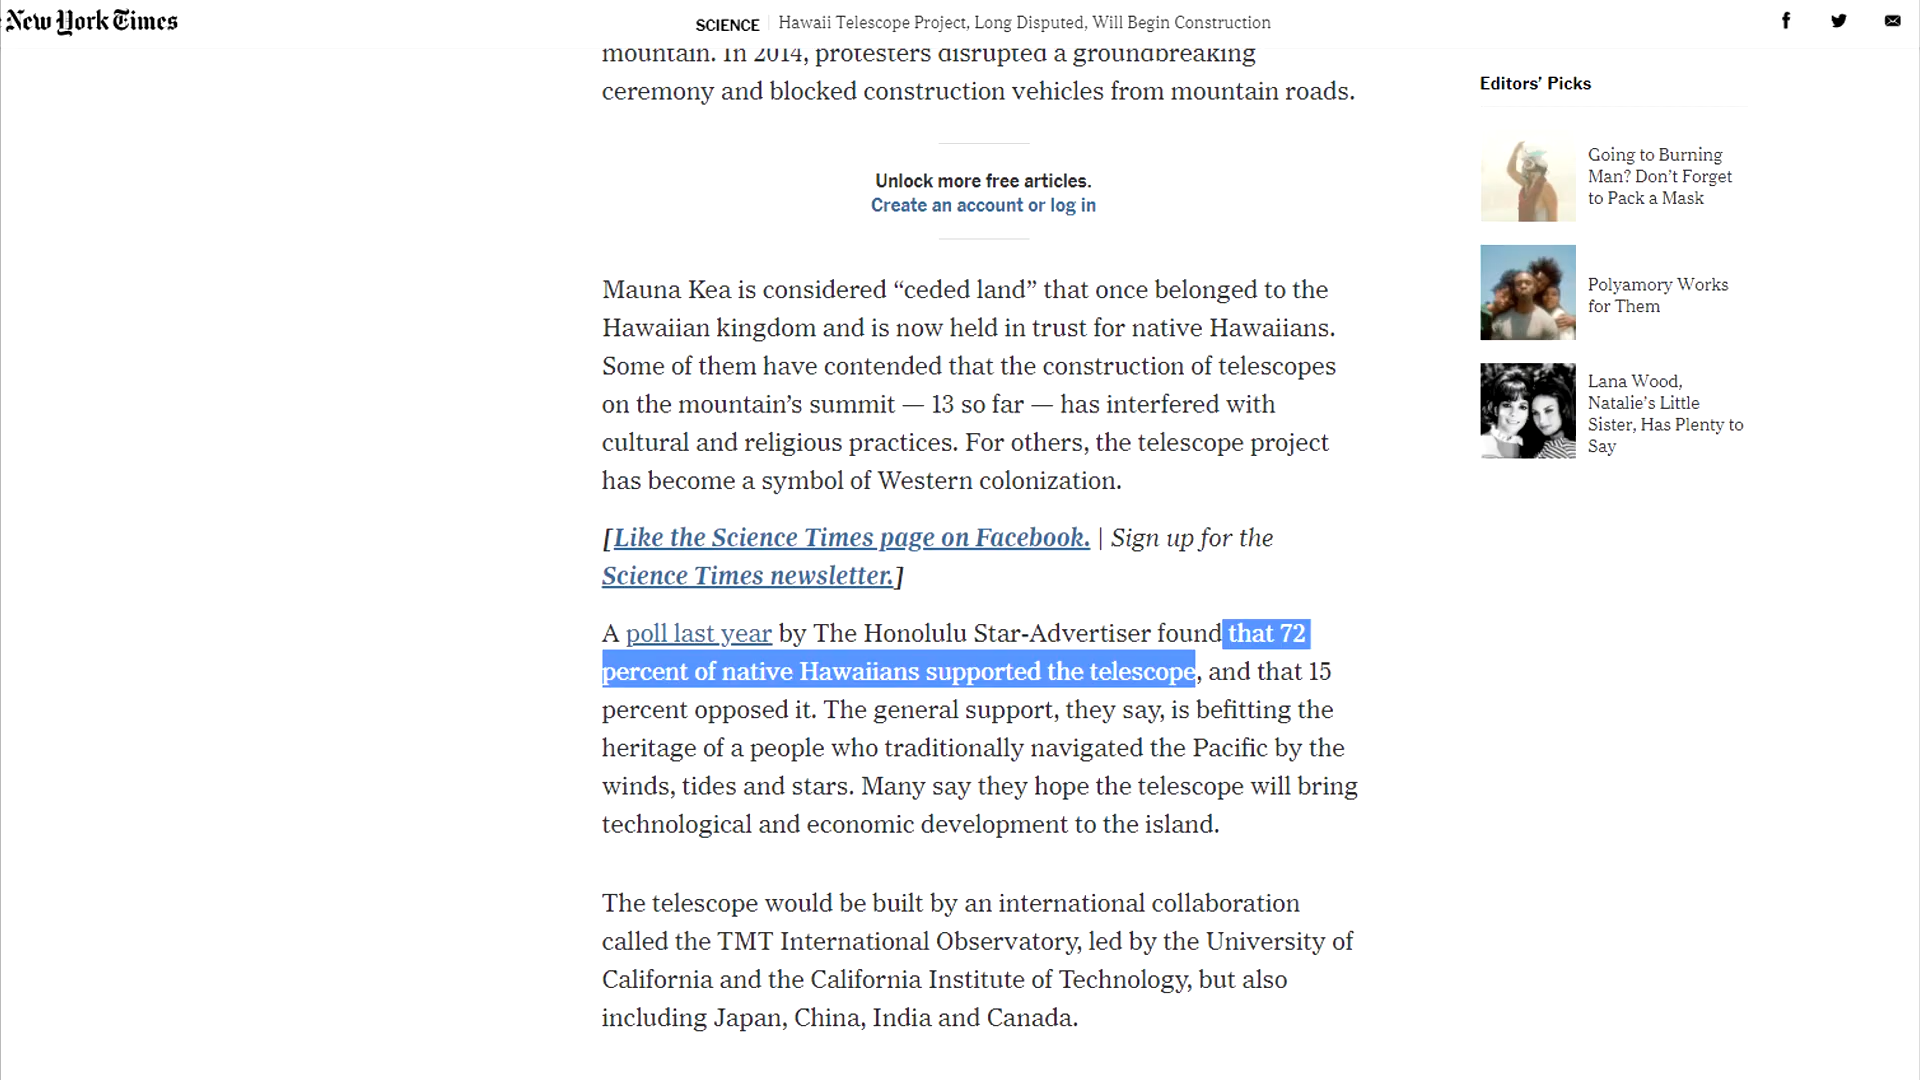 New York Times
SCIENCE Hawaii Telescope Project, Long Disputed, Will Begin Construction
mountain. In 2014, protesters disrupted a groundbreaking
ceremony and blocked construction vehicles from mountain roads.
Unlock more free articles.
Create an account or log in
Mauna Kea is considered “ceded land” that once belonged to the
Hawaiian kingdom and is now held in trust for native Hawaiians.
Some of them have contended that the construction of telescopes
on the mountain’s summit — 13 so far — has interfered with
cultural and religious practices. For others, the telescope project
has become a symbol of Western colonization.
[Like the Science Times page on Facebook. | Sign up for the
Science Times newsletter.]
A poll last year by The Honolulu Star-Advertiser found that 72
percent of native Hawaiians supported the telescope, and that 15
percent opposed it. The general support, they say, is befitting the
heritage of a people who traditionally navigated the Pacific by the
winds, tides and stars. Many say they hope the telescope will bring
technological and economic development to the island.
The telescope would be built by an international collaboration
called the TMT International Observatory, led by the University of
California and the California Institute of Technology, but also
including Japan, China, India and Canada.
Editors’ Picks
Going to Burning
Man? Don’t Forget
to Pack a Mask
Polyamory Works
for Them
Lana Wood,
Natalie’s Little
Sister, Has Plenty to
Say